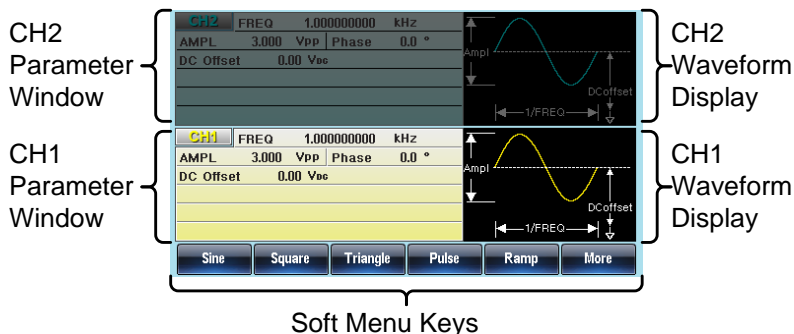 CH2
Parameter
Window
CH2 FREQ 1.000000000 kHz
AMPL 3.000 Vpp Phase 0.0 °
DC Offset 0.00 VDC
Ampl
DCoffset
1/FREQ
CH2
Waveform
Display
CH1
Parameter
Window
CH1 FREQ 1.000000000 kHz
AMPL 3.000 Vpp Phase 0.0 °
DC Offset 0.00 VDC
Ampl
DCoffset
1/FREQ
CH1
Waveform
Display
Sine Square Triangle Pulse Ramp More
Soft Menu Keys